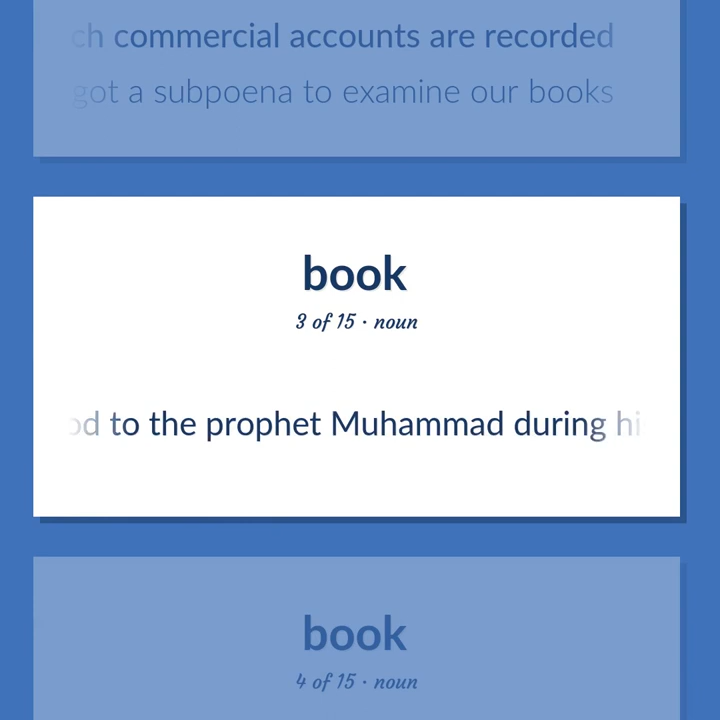 commercial accounts are recorded
got a subpoena to examine our books
book
3 of 15 · noun
to the prophet Muhammad during
book
4 of 15 · noun